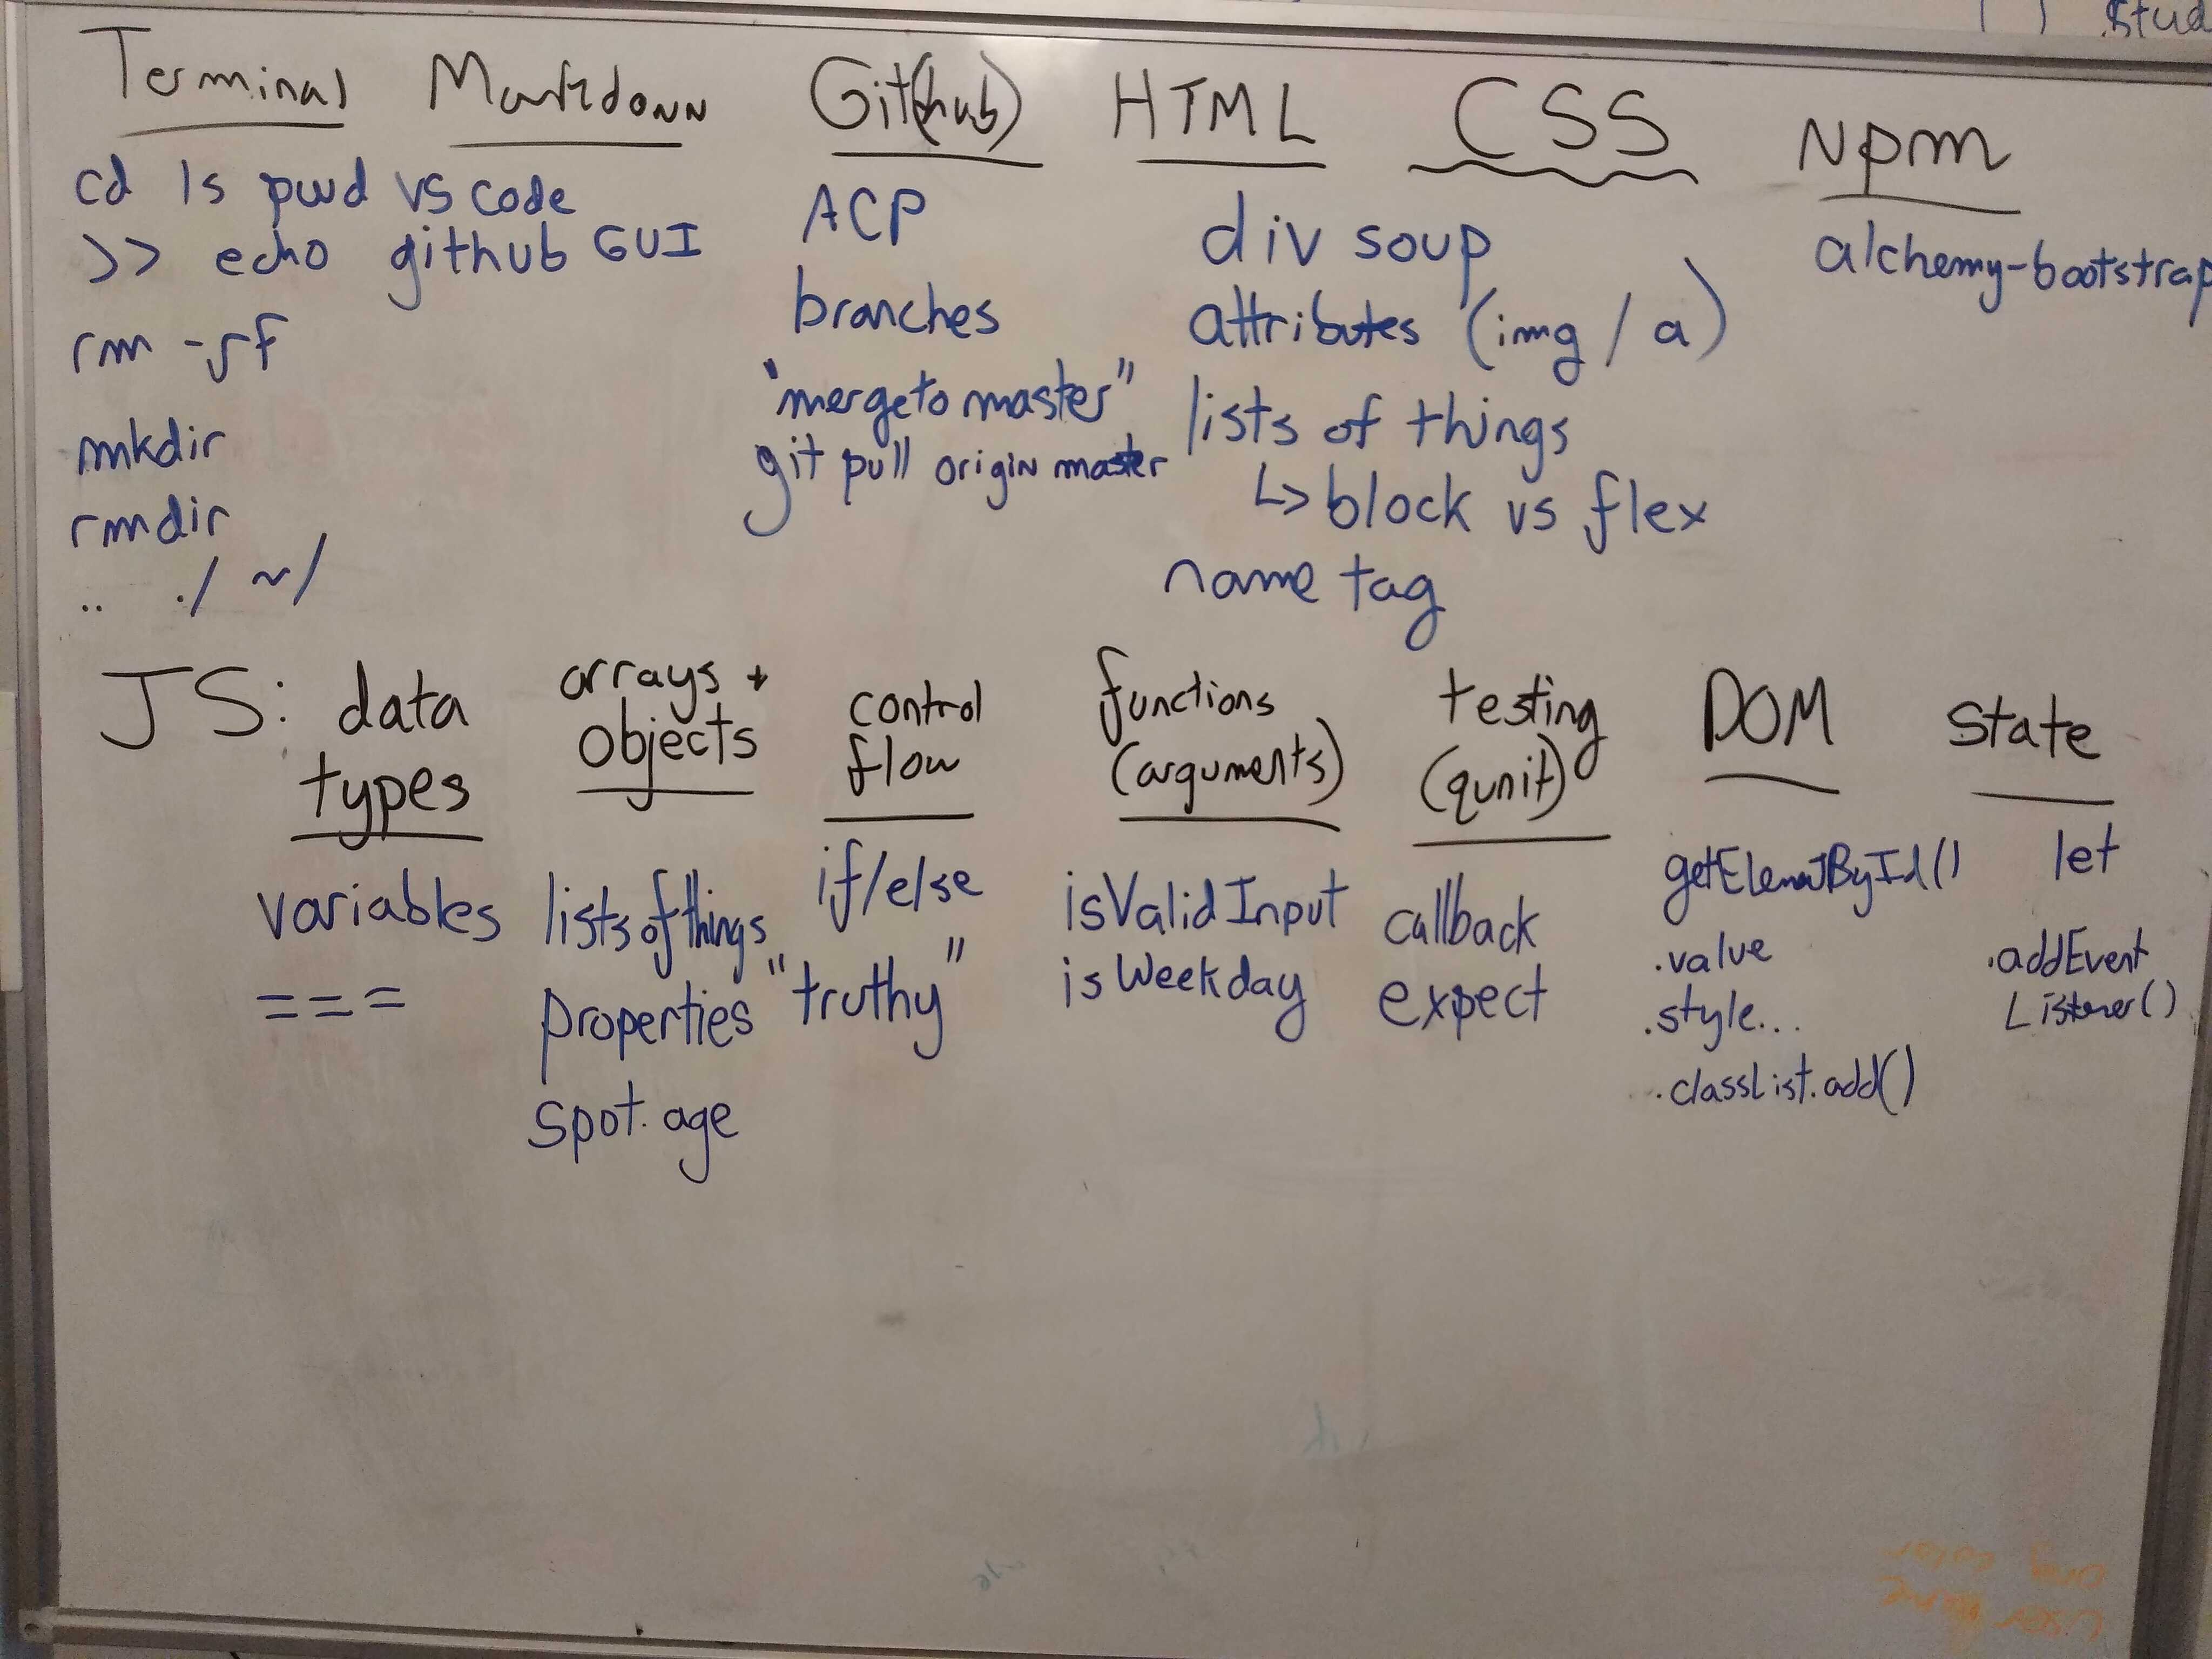 Stud
Terminal Markdown Git(hub) HTML CSS Npm
cd ls pwd
>> echo
rm -rf
mkdir
rmdir
.. ./ ~/
VS code
github GUI
ACP
branches
"merge to master"
git pull origin master
div soup
attributes (img / a)
lists of things
↳ block vs flex
name tag
alchemy-bootstrap
JS: data
types
variables
===
arrays +
objects
lists of things
properties
spot.age
control
flow
if/else
"truthy"
functions
(arguments)
isValidInput
isWeekday
testing
(qunit)
callback
expect
DOM
getElementById()
.value
.style...
.classList.add()
State
let
.addEvent
Listener()